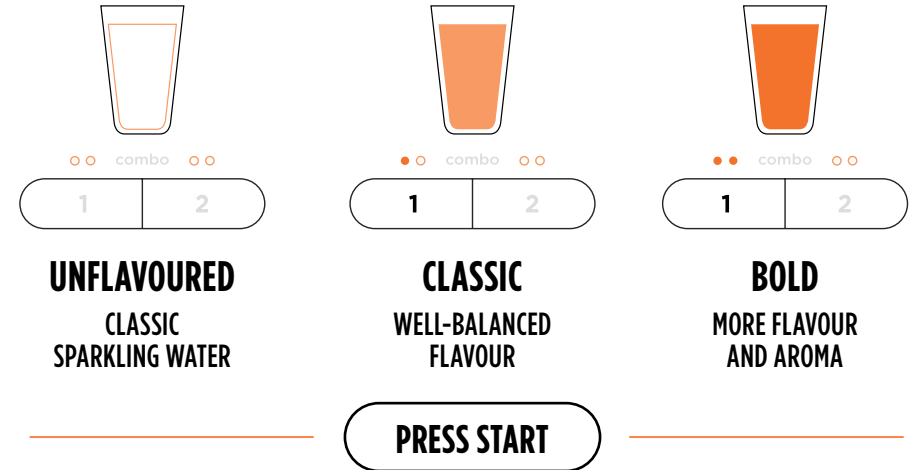 combo
1 2
UNFLAVOURED
CLASSIC
SPARKLING WATER
combo
1 2
CLASSIC
WELL-BALANCED
FLAVOUR
combo
1 2
BOLD
MORE FLAVOUR
AND AROMA
PRESS START